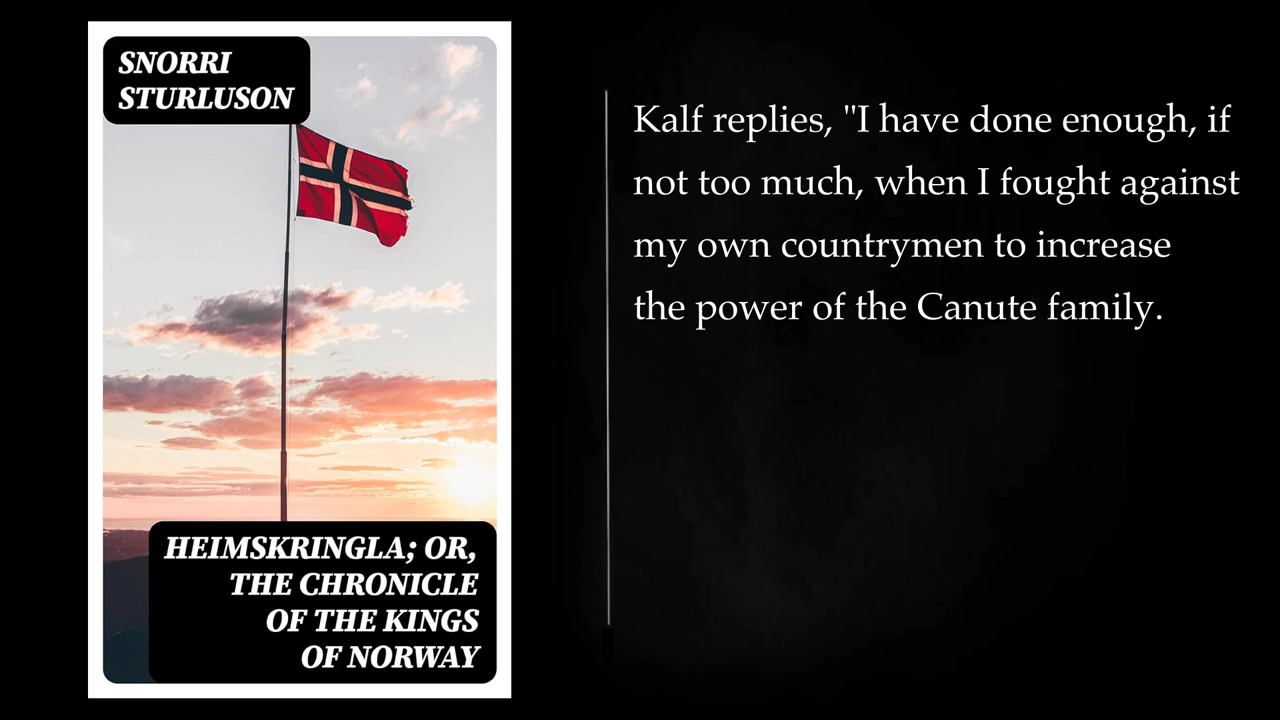 SNORRI
STURLUSON
HEIMSKRINGLA; OR,
THE CHRONICLE
OF THE KINGS
OF NORWAY
Kalf replies, "I have done enough, if
not too much, when I fought against
my own countrymen to increase
the power of the Canute family.